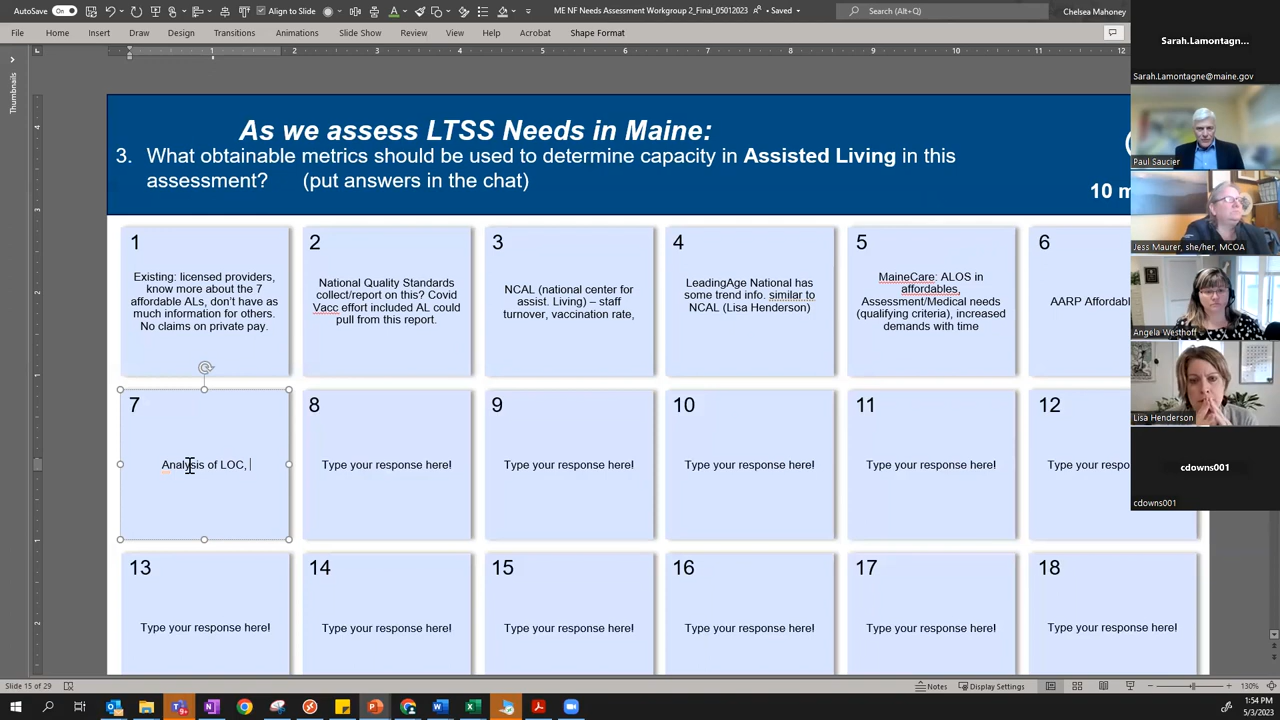 AutoSave On
Align to Slide
ME NF Needs Assessment Workgroup 2_Final_05012023
• Saved
Search (Alt+Q)
Chelsea Mahoney
File Home Insert Draw Design Transitions Animations Slide Show Review View Help Acrobat Shape Format
Thumbnails
As we assess LTSS Needs in Maine:
3. What obtainable metrics should be used to determine capacity in Assisted Living in this
assessment? (put answers in the chat)
10 m
1
Existing: licensed providers,
know more about the 7
affordable ALs, don’t have as
much information for others.
No claims on private pay.
2
National Quality Standards
collect/report on this? Covid
Vacc effort included AL could
pull from this report.
3
NCAL (national center for
assist. Living) – staff
turnover, vaccination rate,
4
LeadingAge National has
some trend info. similar to
NCAL (Lisa Henderson)
5
MaineCare: ALOS in
affordables,
Assessment/Medical needs
(qualifying criteria), increased
demands with time
6
AARP Affordabl
7
Analysis of LOC,
8
Type your response here!
9
Type your response here!
10
Type your response here!
11
Type your response here!
12
Type your response
13
Type your response here!
14
Type your response here!
15
Type your response here!
16
Type your response here!
17
Type your response here!
18
Type your response here!
Sarah.Lamontagn...
Sarah.Lamontagne@maine.gov
Paul Saucier
Jess Maurer, she/her, MCOA
Angela Westhoff
Lisa Henderson
cdowns001
cdowns001
Slide 15 of 29
Notes
Display Settings
130%
1:54 PM
5/3/2023